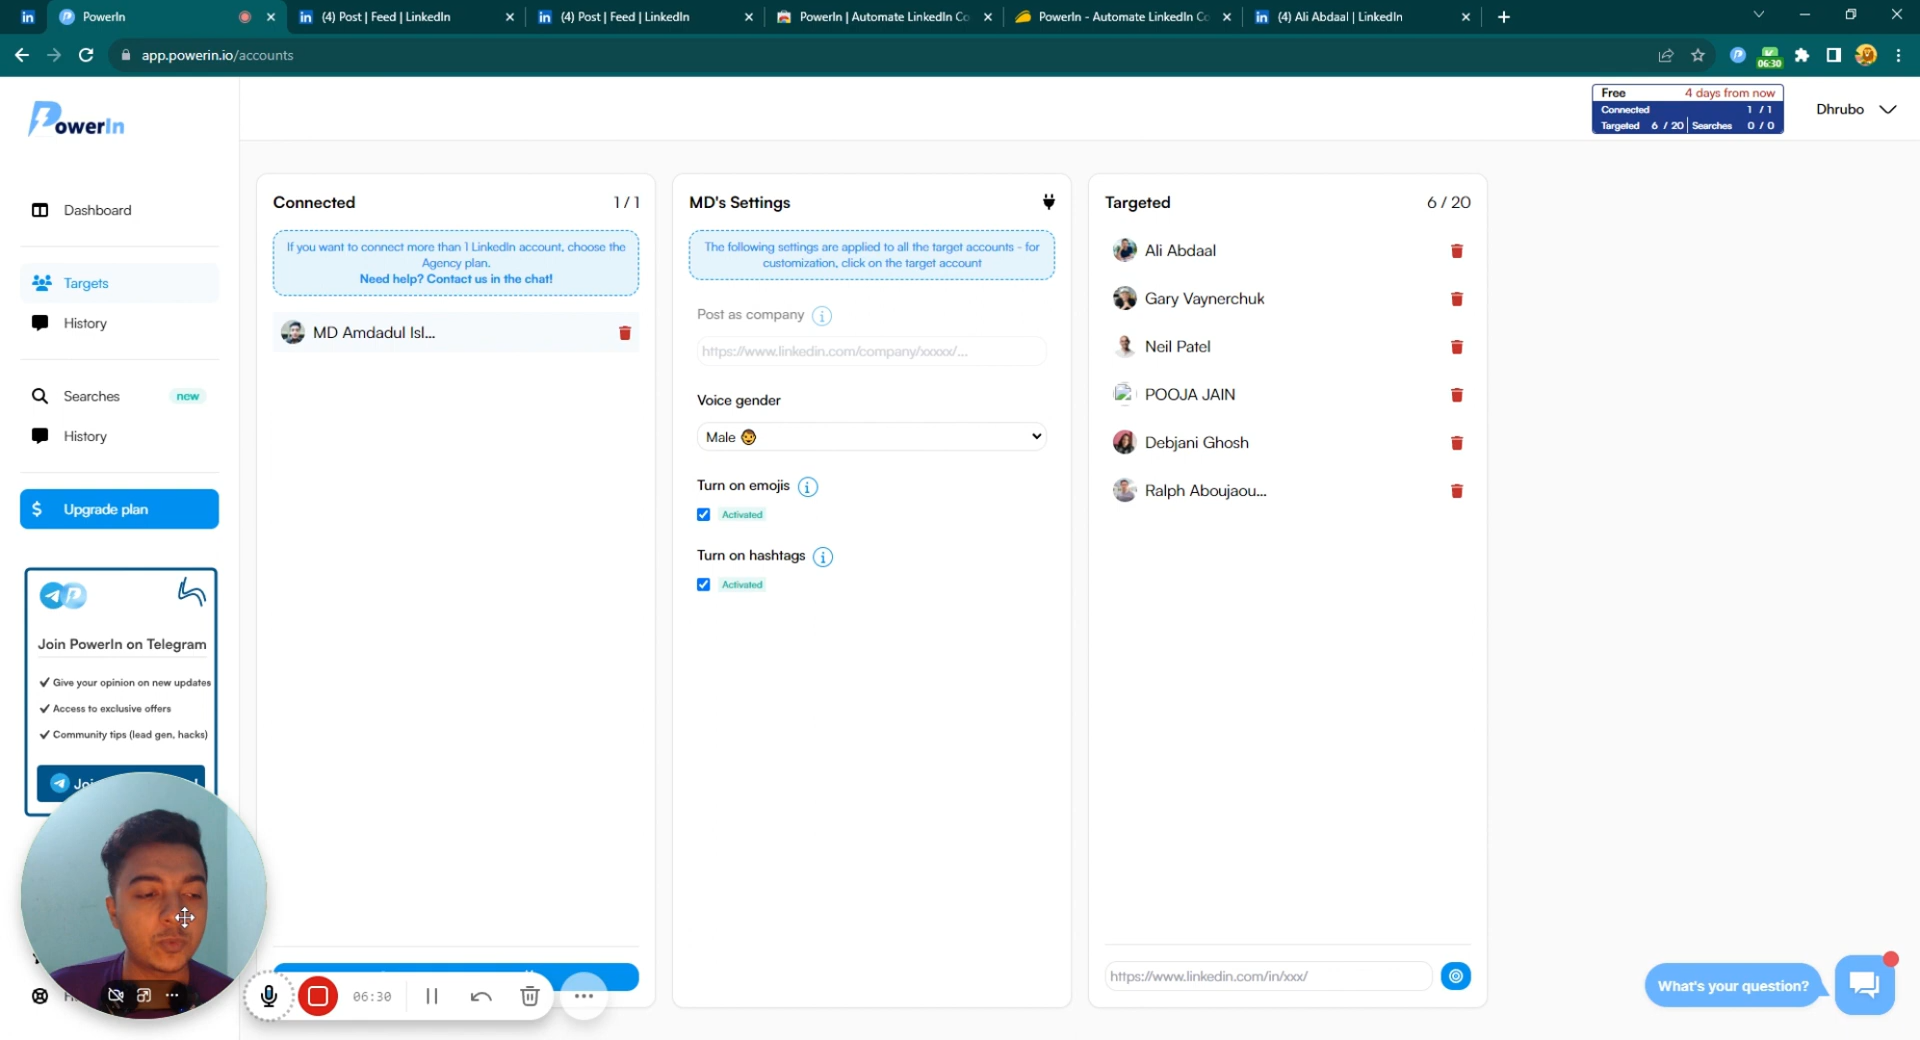 PowerIn
(4) Post | Feed | LinkedIn
(4) Post | Feed | LinkedIn
PowerIn | Automate LinkedIn Co
PowerIn - Automate LinkedIn Co
(4) Ali Abdaal | LinkedIn
app.powerin.io/accounts
06:30
PowerIn
Free 4 days from now
Connected 1 / 1
Targeted 6 / 20 Searches 0 / 0
Dhrubo
Dashboard
Targets
History
Searches new
History
Upgrade plan
Join PowerIn on Telegram
Give your opinion on new updates
Access to exclusive offers
Community tips (lead gen, hacks)
Connected 1 / 1
If you want to connect more than 1 LinkedIn account, choose the
Agency plan.
Need help? Contact us in the chat!
MD Amdadul Isl...
MD's Settings
The following settings are applied to all the target accounts - for
customization, click on the target account
Post as company
https://www.linkedin.com/company/xxxxx/...
Voice gender
Male
Turn on emojis
Activated
Turn on hashtags
Activated
Targeted 6 / 20
Ali Abdaal
Gary Vaynerchuk
Neil Patel
POOJA JAIN
Debjani Ghosh
Ralph Aboujaou...
https://www.linkedin.com/in/xxx/
06:30
What's your question?